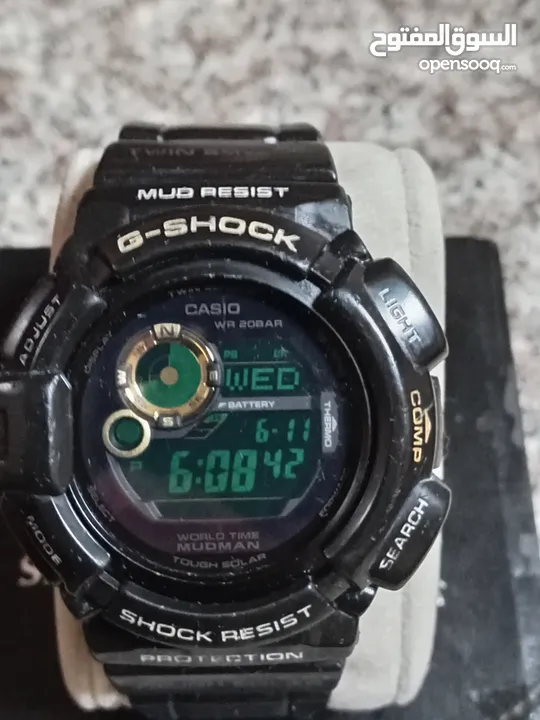 السوق المفتوح
opensooq.com
MUD RESIST
G-SHOCK
ADJUST
LIGHT
CASIO
WR 20BAR
DISPLAY
N
W
E
S
WED
BATTERY
THERMO
COMP
6-11
P
6:08 42
SEARCH
MODE
WORLD TIME
MUDMAN
TOUGH SOLAR
SHOCK RESIST
PROTECTION